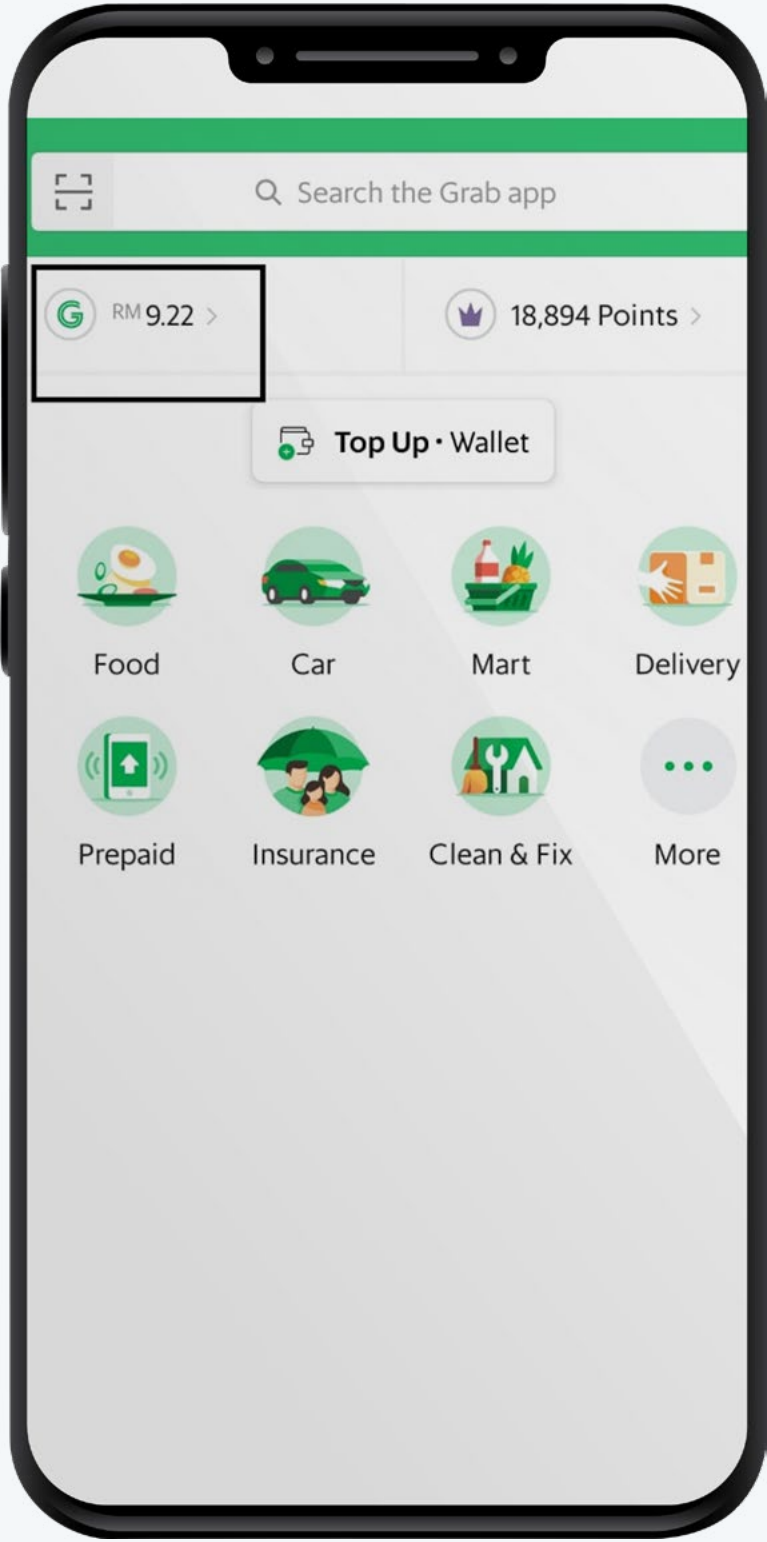 Search the Grab app
G RM 9.22 > 18,894 Points >
Top Up • Wallet
Food Car Mart Delivery
Prepaid Insurance Clean & Fix More